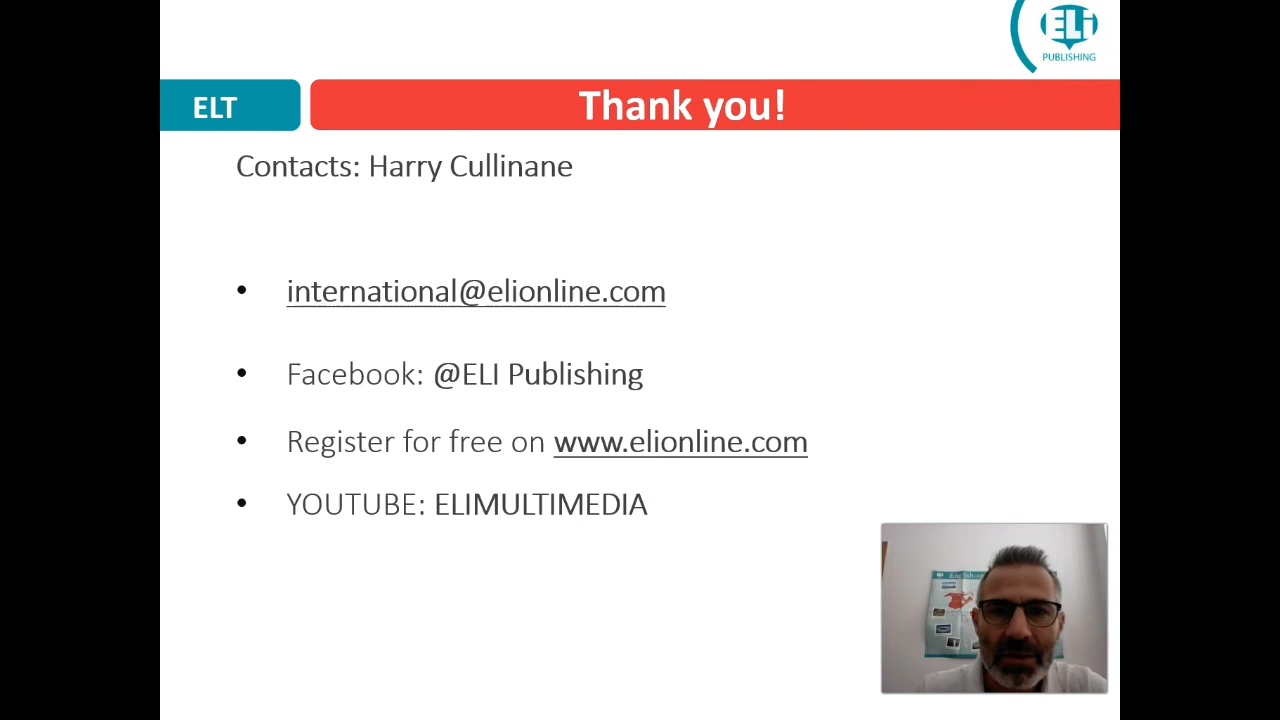 ELi
PUBLISHING
ELT
Thank you!
Contacts: Harry Cullinane
• international@elionline.com
• Facebook: @ELI Publishing
• Register for free on www.elionline.com
• YOUTUBE: ELIMULTIMEDIA